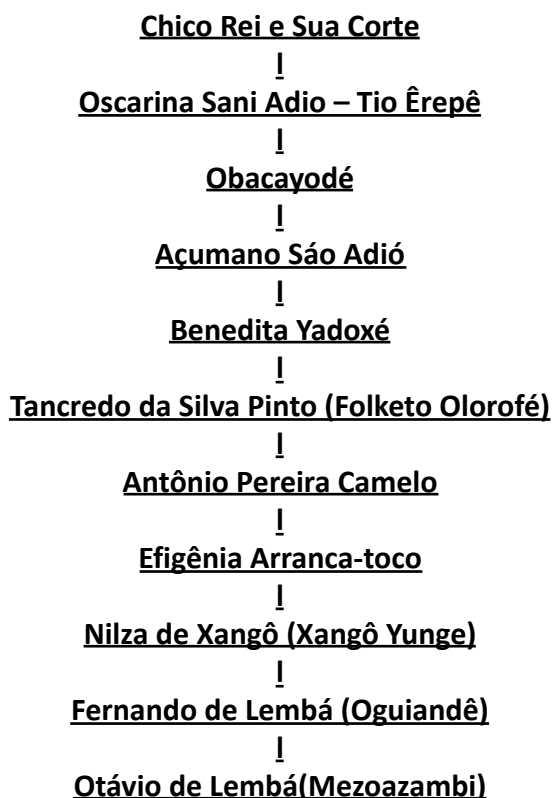 Chico Rei e Sua Corte
I
Oscarina Sani Adio – Tio Êrepê
I
Obacayodé
I
Açumano Sáo Adió
I
Benedita Yadoxé
I
Tancredo da Silva Pinto (Folketo Olorofé)
I
Antônio Pereira Camelo
I
Efigênia Arranca-toco
I
Nilza de Xangô (Xangô Yunge)
I
Fernando de Lembá (Oguiandê)
I
Otávio de Lembá(Mezoazambi)